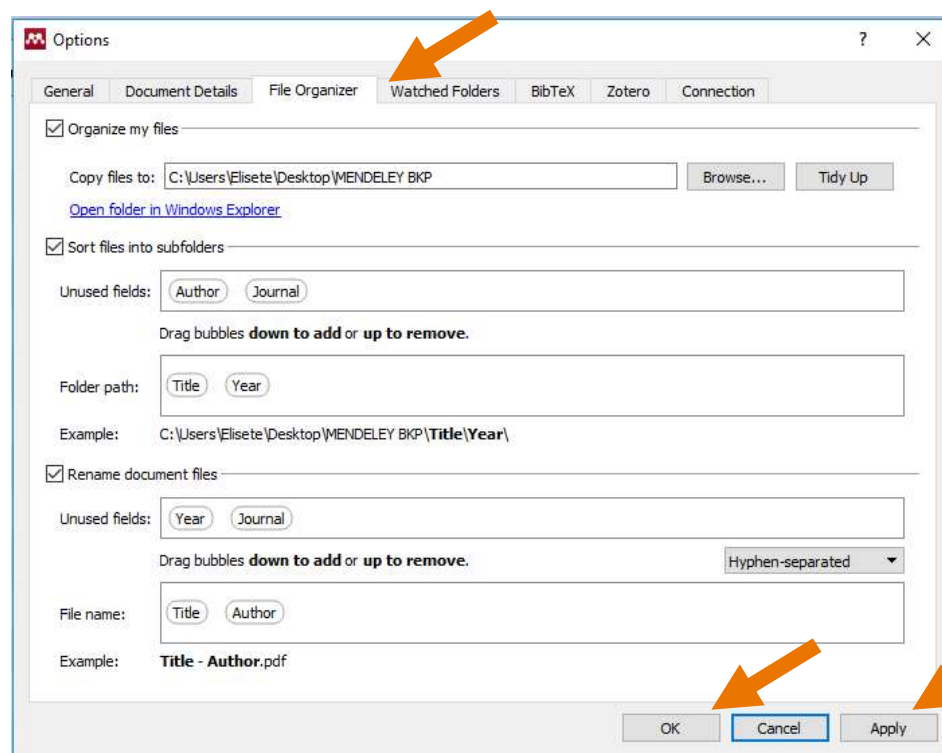 Options
General Document Details File Organizer Watched Folders BibTeX Zotero Connection
Organize my files
Copy files to: C:\Users\Elisete\Desktop\MENDELEY BKP Browse... Tidy Up
Open folder in Windows Explorer
Sort files into subfolders
Unused fields: Author Journal
Drag bubbles down to add or up to remove.
Folder path: Title Year
Example: C:\Users\Elisete\Desktop\MENDELEY BKP\Title\Year\
Rename document files
Unused fields: Year Journal
Drag bubbles down to add or up to remove. Hyphen-separated
File name: Title Author
Example: Title - Author.pdf
OK Cancel Apply